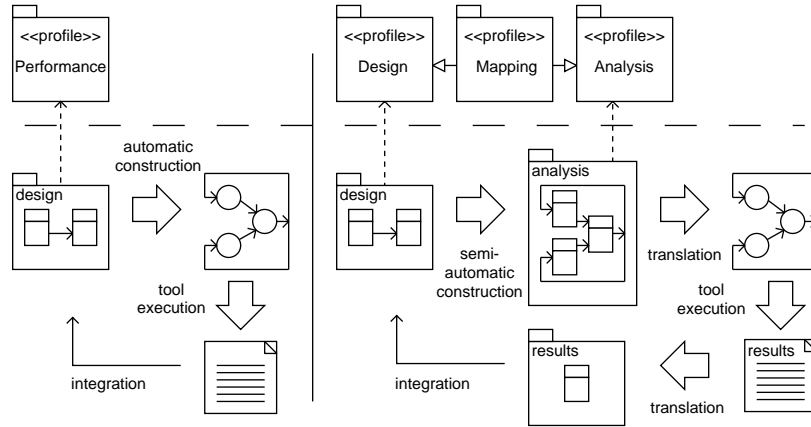 <<profile>>
Performance
automatic
construction
design
tool
execution
integration
<<profile>>
Design
<<profile>>
Mapping
<<profile>>
Analysis
design
semi-
automatic
construction
analysis
translation
tool
execution
results
translation
results
integration